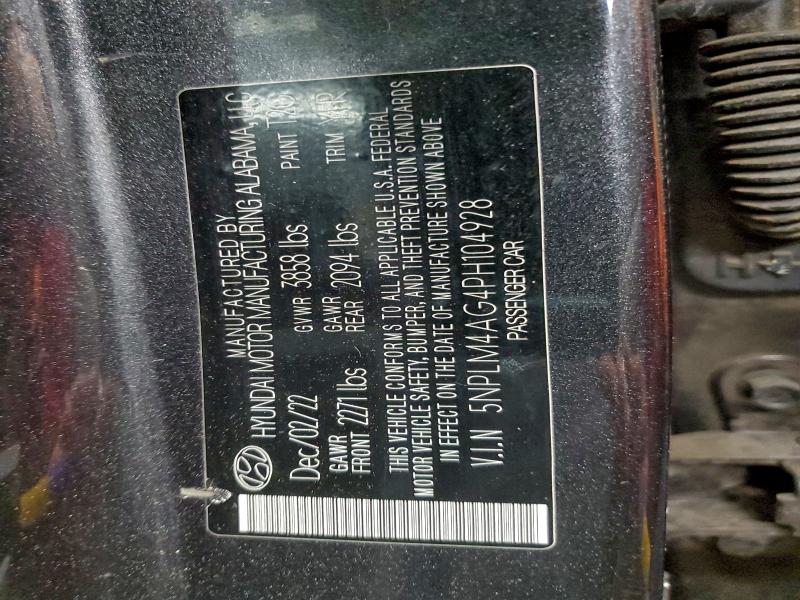 MANUFACTURED BY
HYUNDAI MOTOR MANUFACTURING ALABAMA, LLC
Dec/02/22 GVWR 3858 lbs PAINT
GAWR FRONT 2271 lbs GAWR REAR 2094 lbs TRIM
THIS VEHICLE CONFORMS TO ALL APPLICABLE U.S.A. FEDERAL
MOTOR VEHICLE SAFETY, BUMPER, AND THEFT PREVENTION STANDARDS
IN EFFECT ON THE DATE OF MANUFACTURE SHOWN ABOVE
V.I.N 5NPLM4AG4PH104928
PASSENGER CAR